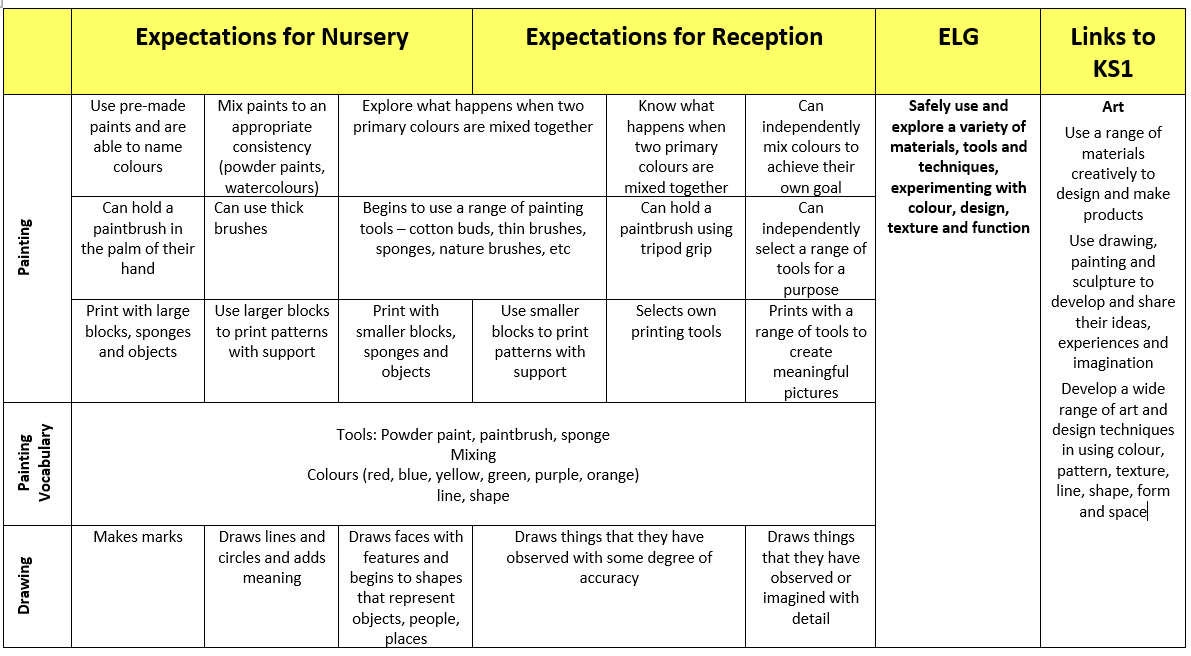 Expectations for Nursery
Expectations for Reception
ELG
Links to
KS1
Painting
Use pre-made
paints and are
able to name
colours
Mix paints to an
appropriate
consistency
(powder paints,
watercolours)
Explore what happens when two
primary colours are mixed together
Know what
happens when
two primary
colours are
mixed together
Can
independently
mix colours to
achieve their
own goal
Can hold a
paintbrush in
the palm of their
hand
Can use thick
brushes
Begins to use a range of painting
tools – cotton buds, thin brushes,
sponges, nature brushes, etc
Can hold a
paintbrush using
tripod grip
Can
independently
select a range of
tools for a
purpose
Print with large
blocks, sponges
and objects
Use larger blocks
to print patterns
with support
Print with
smaller blocks,
sponges and
objects
Use smaller
blocks to print
patterns with
support
Selects own
printing tools
Prints with a
range of tools to
create
meaningful
pictures
Safely use and
explore a variety of
materials, tools and
techniques,
experimenting with
colour, design,
texture and function
Art
Use a range of
materials
creatively to
design and make
products
Use drawing,
painting and
sculpture to
develop and share
their ideas,
experiences and
imagination
Develop a wide
range of art and
design techniques
in using colour,
pattern, texture,
line, shape, form
and space
Painting
Vocabulary
Tools: Powder paint, paintbrush, sponge
Mixing
Colours (red, blue, yellow, green, purple, orange)
line, shape
Drawing
Makes marks
Draws lines and
circles and adds
meaning
Draws faces with
features and
begins to shapes
that represent
objects, people,
places
Draws things that they have
observed with some degree of
accuracy
Draws things
that they have
observed or
imagined with
detail